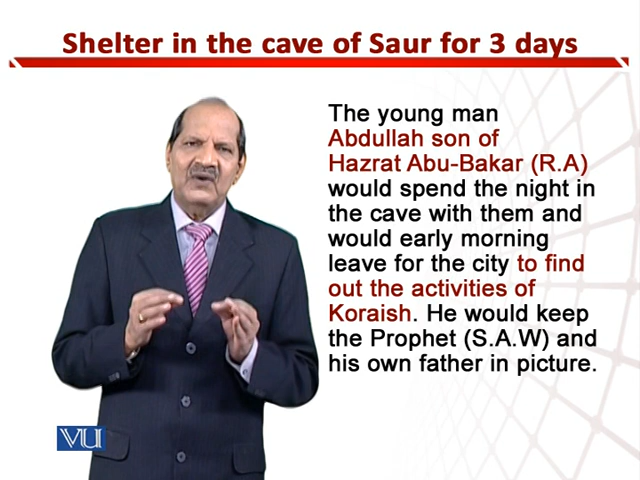 Shelter in the cave of Saur for 3 days
The young man
Abdullah son of
Hazrat Abu-Bakar (R.A)
would spend the night in
the cave with them and
would early morning
leave for the city to find
out the activities of
Koraish. He would keep
the Prophet (S.A.W) and
his own father in picture.
VU